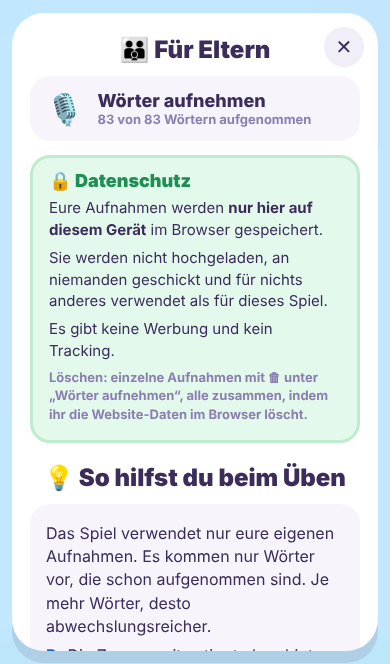 Für Eltern
Wörter aufnehmen
83 von 83 Wörtern aufgenommen
Datenschutz
Eure Aufnahmen werden nur hier auf
diesem Gerät im Browser gespeichert.
Sie werden nicht hochgeladen, an
niemanden geschickt und für nichts
anderes verwendet als für dieses Spiel.
Es gibt keine Werbung und kein
Tracking.
Löschen: einzelne Aufnahmen mit 🗑 unter
„Wörter aufnehmen“, alle zusammen, indem
ihr die Website-Daten im Browser löscht.
So hilfst du beim Üben
Das Spiel verwendet nur eure eigenen
Aufnahmen. Es kommen nur Wörter
vor, die schon aufgenommen sind. Je
mehr Wörter, desto
abwechslungsreicher.